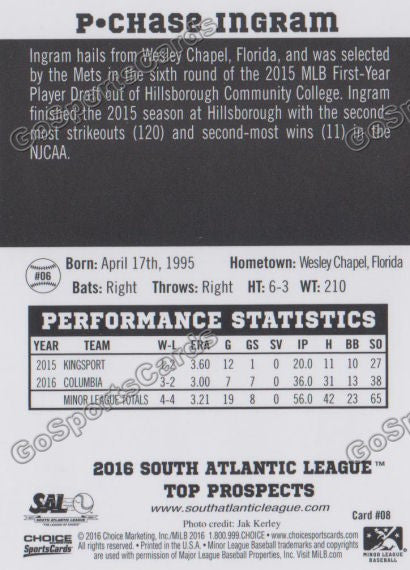 P•Chase Ingram
Ingram hails from Wesley Chapel, Florida, and was selected
by the Mets in the sixth round of the 2015 MLB First-Year
Player Draft out of Hillsborough Community College. Ingram
finished the 2015 season at Hillsborough with the second-
most strikeouts (120) and second-most wins (11) in the
NJCAA.
#06
Born: April 17th, 1995 Hometown: Wesley Chapel, Florida
Bats: Right Throws: Right HT: 6-3 WT: 210
PERFORMANCE STATISTICS
YEAR TEAM W-L ERA G GS SV IP H BB SO
2015 KINGSPORT 1-2 3.60 12 1 0 20.0 11 10 27
2016 COLUMBIA 3-2 3.00 7 7 0 36.0 31 13 38
MINOR LEAGUE TOTALS 4-4 3.21 19 8 0 56.0 42 23 65
2016 SOUTH ATLANTIC LEAGUE™
TOP PROSPECTS
www.southatlanticleague.com
Photo credit: Jak Kerley
Card #08
SAL
SOUTH ATLANTIC LEAGUE
CHOICE
SportsCards
© 2016 Choice Marketing, Inc./MiLB 2016 1.800.999.CHOICE • www.choicesportscards.com
All rights reserved. • Printed in the U.S.A. • Minor League Baseball trademarks and copyrights
are used with permission of Major League Baseball Properties, Inc. Visit MiLB.com
MINOR LEAGUE
BASEBALL
GoSportsCards
GoSportsCards
GoSportsCards
GoSportsCards
GoSportsCards
GoSportsCards